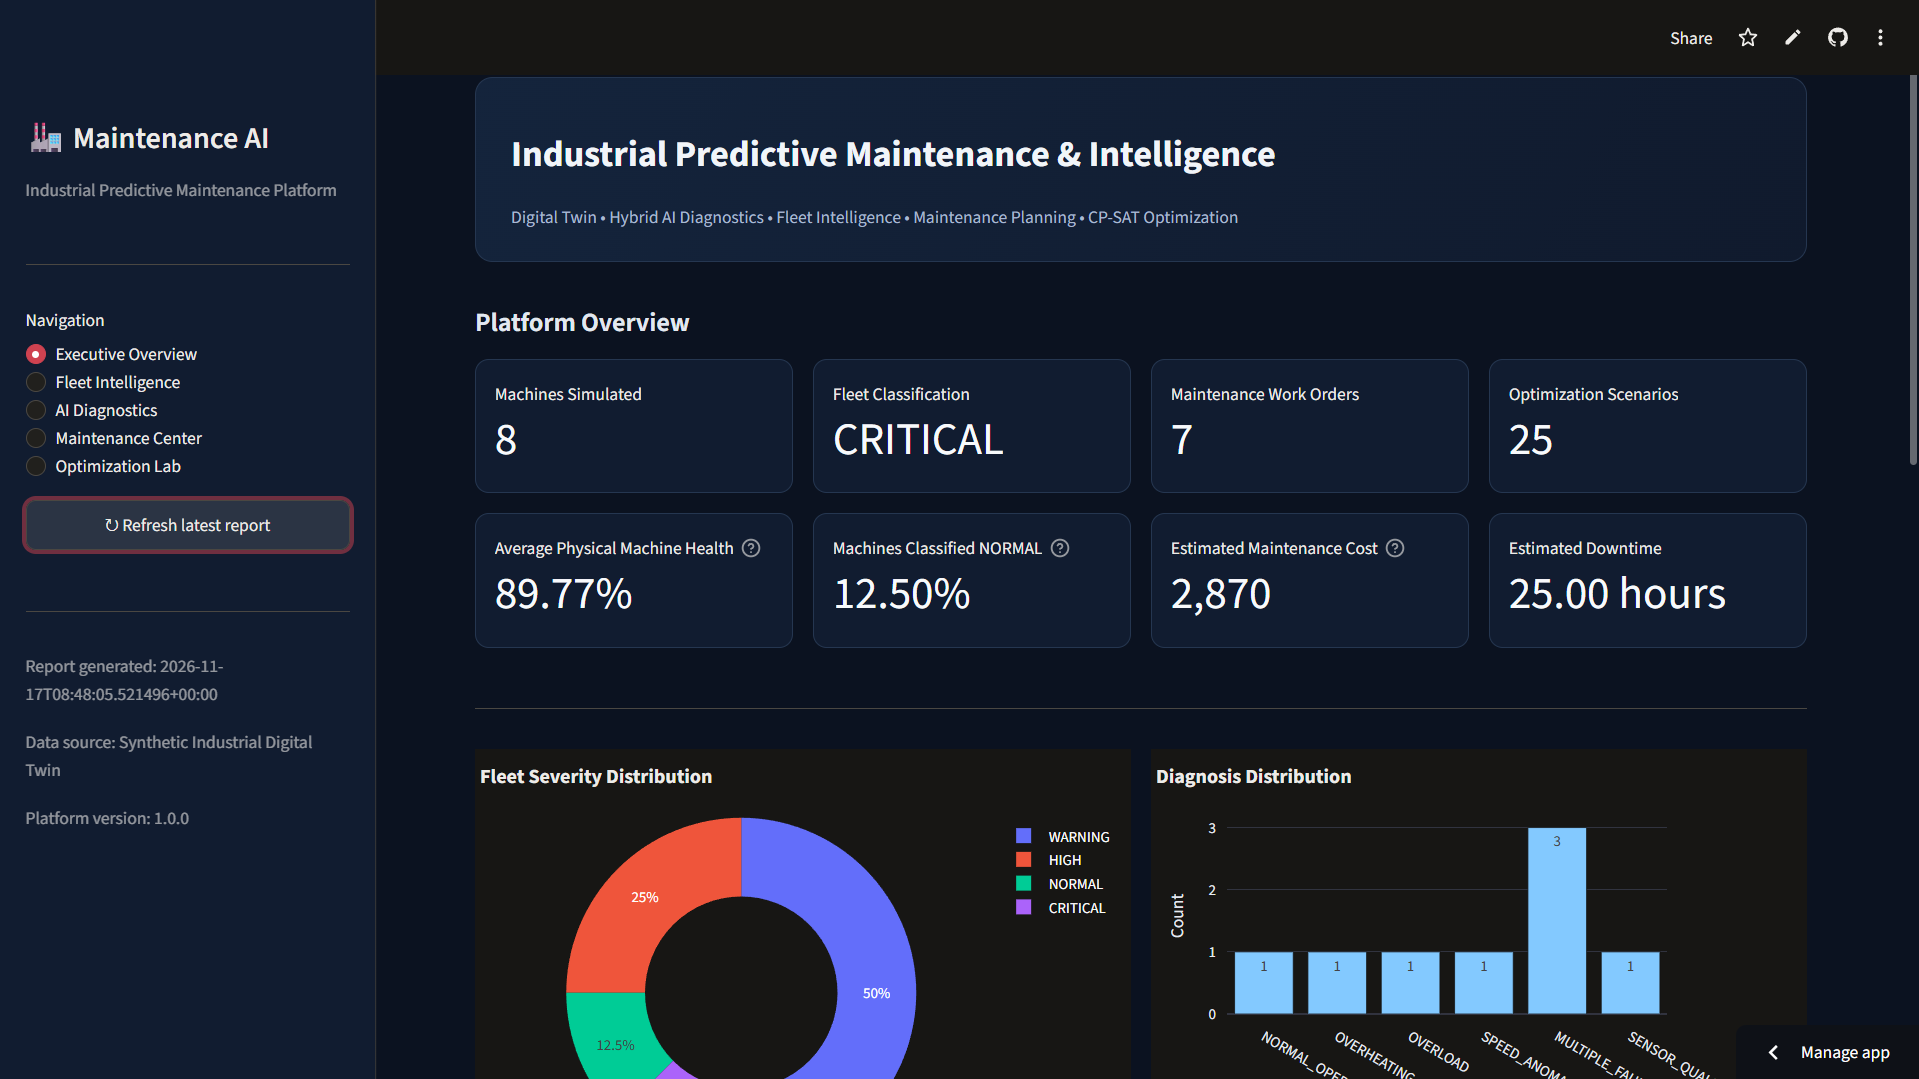 Share
Maintenance AI
Industrial Predictive Maintenance Platform
Navigation
Executive Overview
Fleet Intelligence
AI Diagnostics
Maintenance Center
Optimization Lab
↻ Refresh latest report
Report generated: 2026-11-
17T08:48:05.521496+00:00
Data source: Synthetic Industrial Digital
Twin
Platform version: 1.0.0
Industrial Predictive Maintenance & Intelligence
Digital Twin • Hybrid AI Diagnostics • Fleet Intelligence • Maintenance Planning • CP-SAT Optimization
Platform Overview
Machines Simulated
8
Fleet Classification
CRITICAL
Maintenance Work Orders
7
Optimization Scenarios
25
Average Physical Machine Health
89.77%
Machines Classified NORMAL
12.50%
Estimated Maintenance Cost
2,870
Estimated Downtime
25.00 hours
Fleet Severity Distribution
25%
50%
12.5%
WARNING
HIGH
NORMAL
CRITICAL
Diagnosis Distribution
Count
3
2
1
0
1
1
1
1
3
1
NORMAL_OPE
OVERHEATING
OVERLOAD
SPEED_ANOMA
MULTIPLE_FAU
SENSOR_QUAL
Manage app